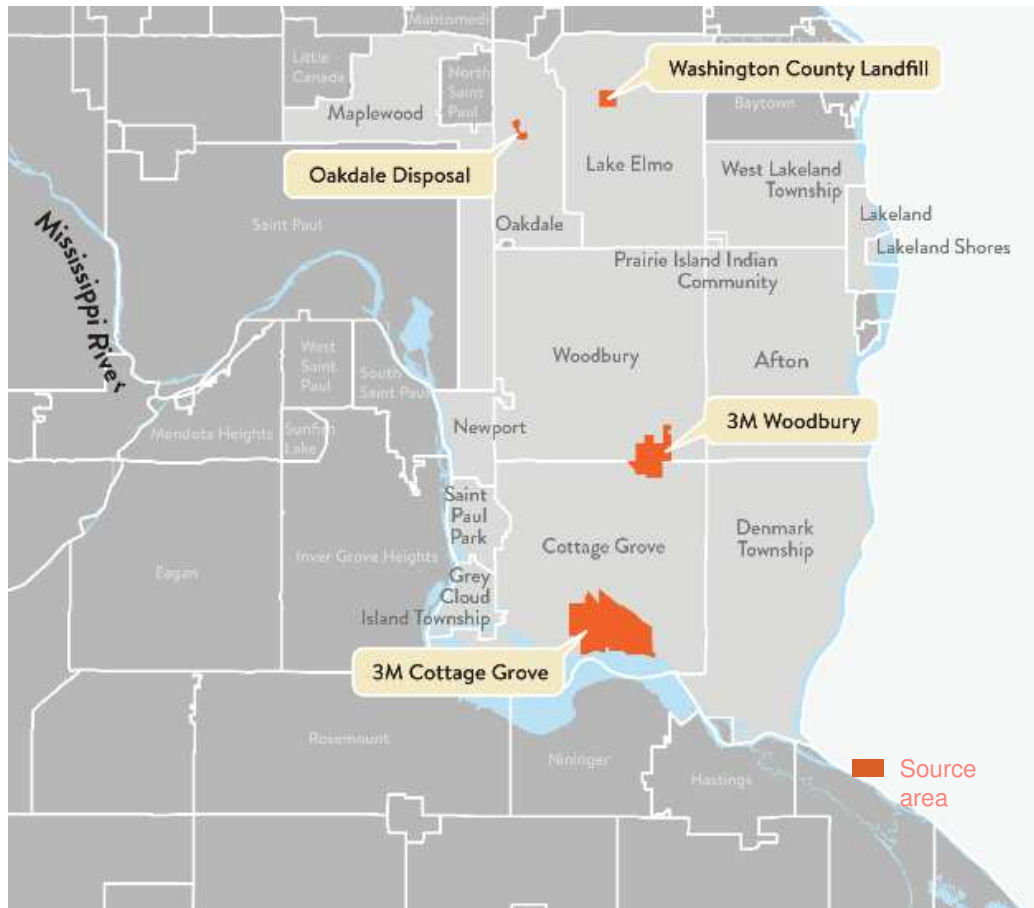 Mahtomedi
Little
Canada
North
Saint
Paul
Maplewood
Washington County Landfill
Baytown
Oakdale Disposal
Lake Elmo
West Lakeland
Township
Lakeland
Lakeland Shores
Saint Paul
Oakdale
Prairie Island Indian
Community
Mississippi River
Woodbury
Afton
West
Saint
Paul
South
Saint Paul
Newport
3M Woodbury
Mendota Heights
Sunfish
Lake
Saint
Paul
Park
Cottage Grove
Denmark
Township
Eagan
Inver Grove Heights
Grey
Cloud
Island Township
3M Cottage Grove
Rosemount
Nininger
Hastings
Source
area